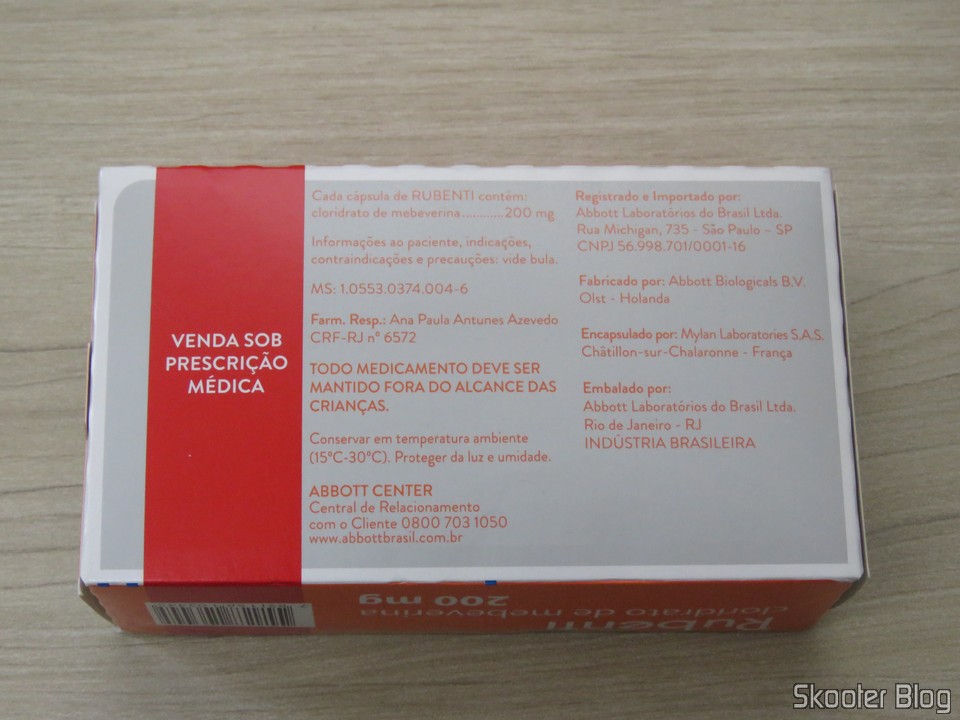 VENDA SOB
PRESCRIÇÃO
MÉDICA
Cada cápsula de RUBENTI contém:
cloridrato de mebeverina............200 mg
Informações ao paciente, indicações,
contraindicações e precauções: vide bula.
MS: 1.0553.0374.004-6
Farm. Resp.: Ana Paula Antunes Azevedo
CRF-RJ nº 6572
TODO MEDICAMENTO DEVE SER
MANTIDO FORA DO ALCANCE DAS
CRIANÇAS.
Conservar em temperatura ambiente
(15ºC-30ºC). Proteger da luz e umidade.
ABBOTT CENTER
Central de Relacionamento
com o Cliente 0800 703 1050
www.abbottbrasil.com.br
Registrado e Importado por:
Abbott Laboratórios do Brasil Ltda.
Rua Michigan, 735 - São Paulo - SP
CNPJ 56.998.701/0001-16
Fabricado por: Abbott Biologicals B.V.
Olst - Holanda
Encapsulado por: Mylan Laboratories S.A.S.
Châtillon-sur-Chalaronne - França
Embalado por:
Abbott Laboratórios do Brasil Ltda.
Rio de Janeiro - RJ
INDÚSTRIA BRASILEIRA
Rubenti
cloridrato de mebeverina
200 mg
Skooter Blog